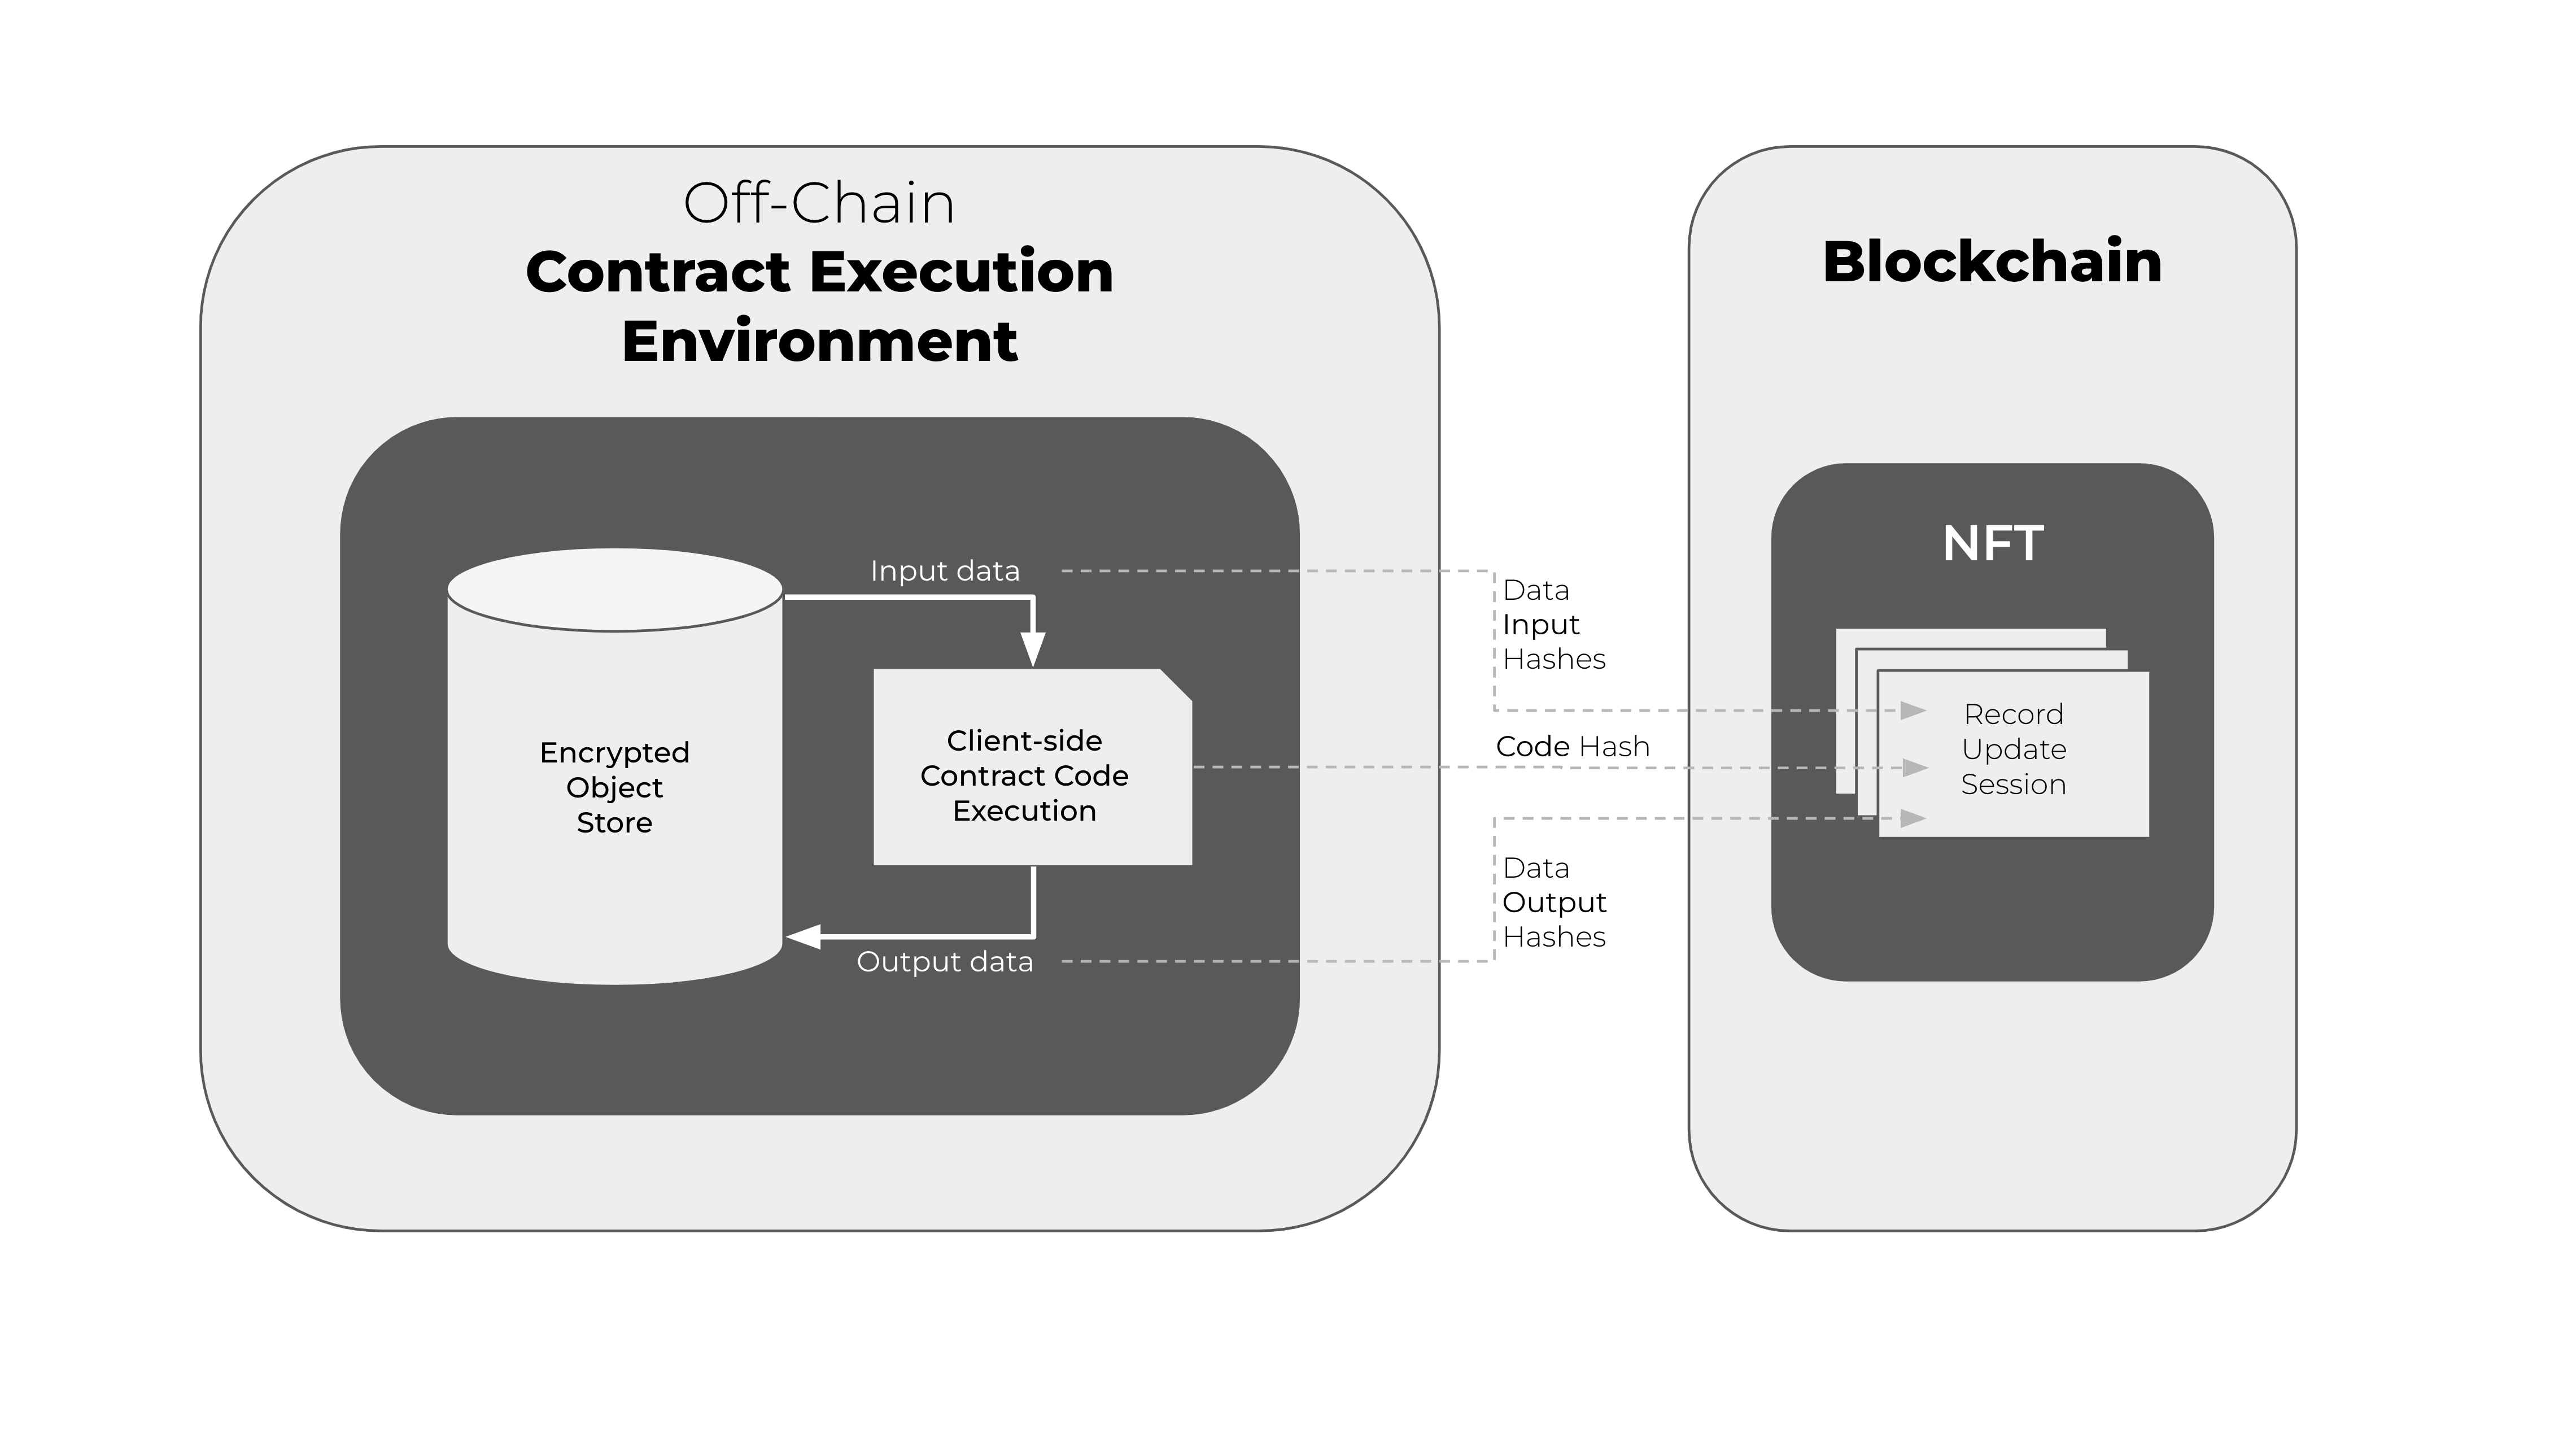 Off-Chain
Contract Execution
Environment
Input data
Encrypted
Object
Store
Client-side
Contract Code
Execution
Output data
Data
Input
Hashes
Code Hash
Data
Output
Hashes
Blockchain
NFT
Record
Update
Session